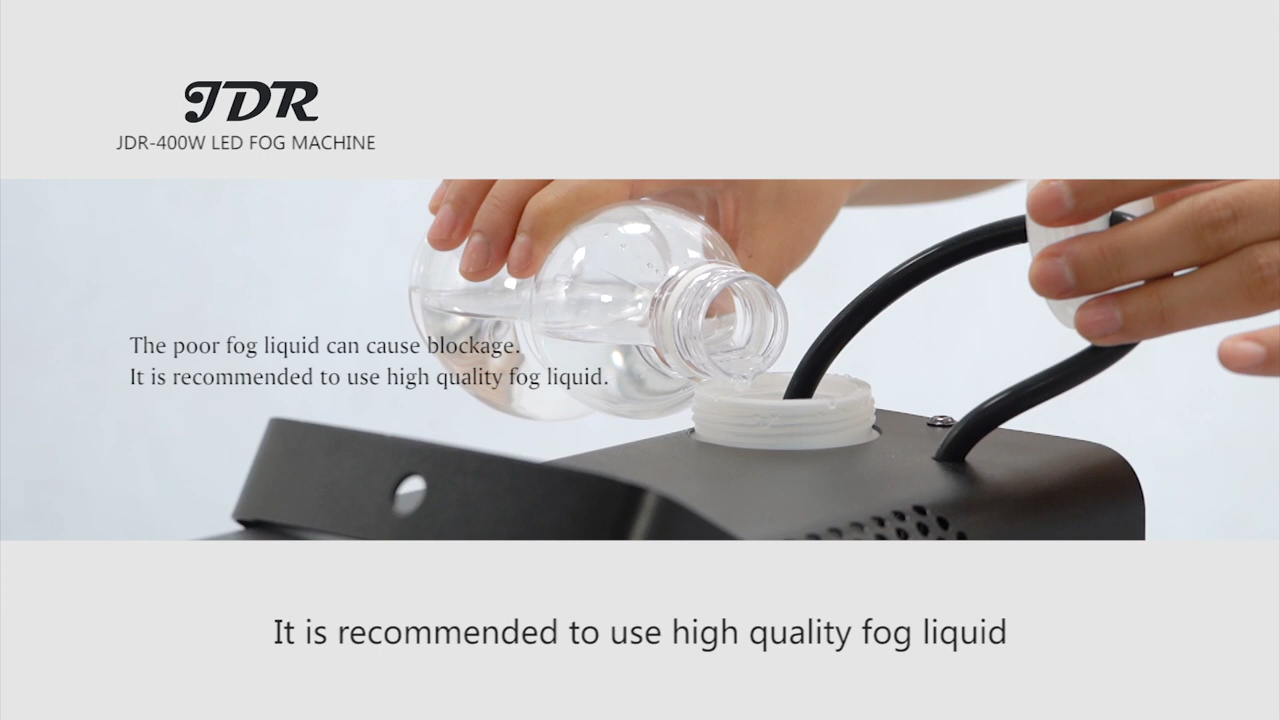 JDR
JDR-400W LED FOG MACHINE
The poor fog liquid can cause blockage.
It is recommended to use high quality fog liquid.
It is recommended to use high quality fog liquid